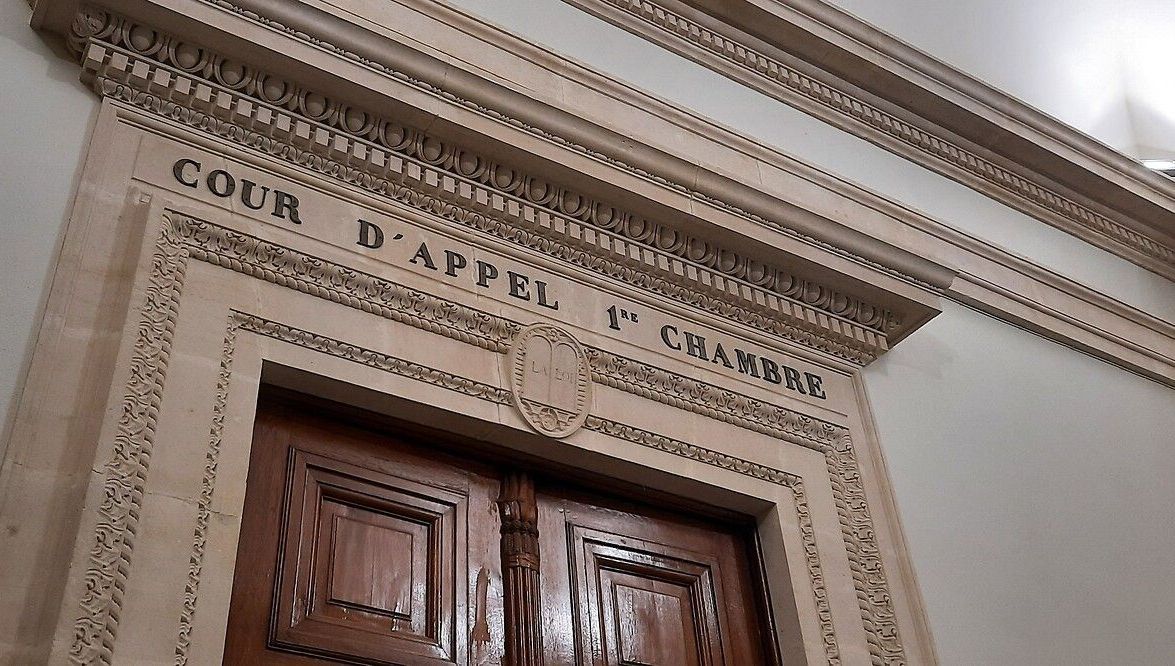 COUR D'APPEL 1RE CHAMBRE
LA LOI